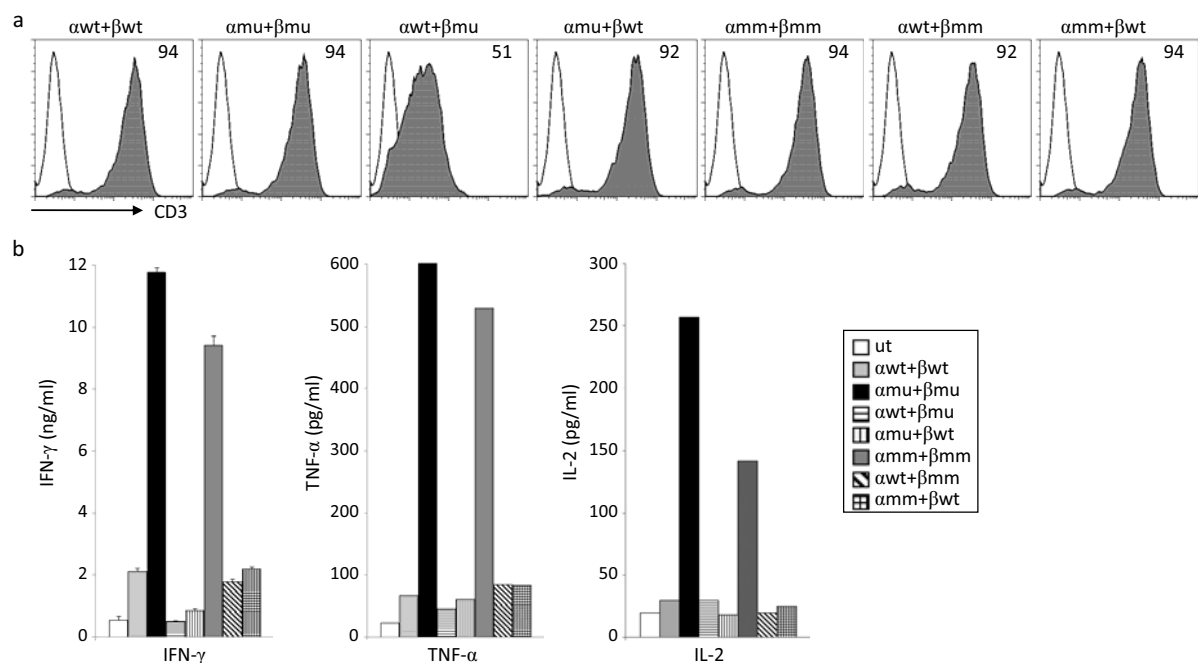 a
αwt+βwt αmu+βmu αwt+βmu αmu+βwt αmm+βmm αwt+βmm αmm+βwt
94 94 51 92 94 92 94
CD3
b
12 600 300
10 500 250
8 400 200
6 300 150
4 200 100
2 100 50
0 0 0
IFN-γ (ng/ml) TNF-α (pg/ml) IL-2 (pg/ml)
IFN-γ TNF-α IL-2
ut
αwt+βwt
αmu+βmu
αwt+βmu
αmu+βwt
αmm+βmm
αwt+βmm
αmm+βwt